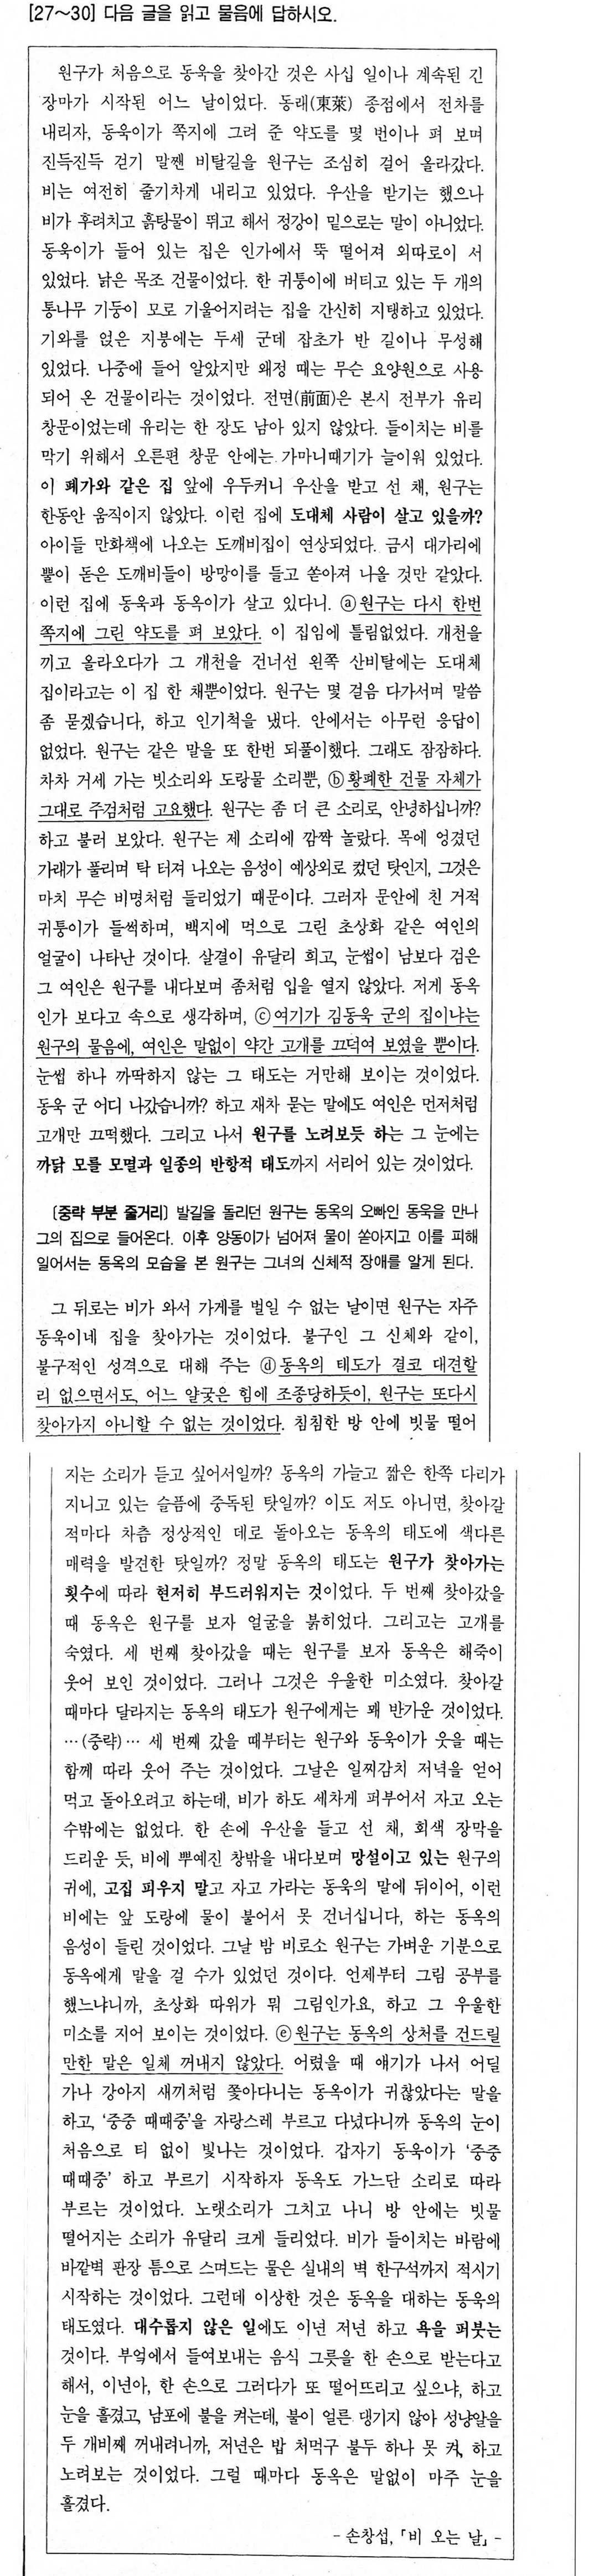 [27~30] 다음 글을 읽고 물음에 답하시오.
원구가 처음으로 동욱을 찾아간 것은 사십 일이나 계속된 긴
장마가 시작된 어느 날이었다. 동래(東萊) 종점에서 전차를
내리자, 동욱이가 쪽지에 그려 준 약도를 몇 번이나 펴 보며
진득진득 걷기 말쨴 비탈길을 원구는 조심히 걸어 올라갔다.
비는 여전히 줄기차게 내리고 있었다. 우산을 받기는 했으나
비가 후려치고 흙탕물이 튀고 해서 정강이 밑으로는 말이 아니었다.
동욱이가 들어 있는 집은 인가에서 뚝 떨어져 외따로이 서
있었다. 낡은 목조 건물이었다. 한 귀퉁이에 버티고 있는 두 개의
통나무 기둥이 모로 기울어지려는 집을 간신히 지탱하고 있었다.
기와를 얹은 지붕에는 두세 군데 잡초가 반 길이나 무성해
있었다. 나중에 들어 알았지만 왜정 때는 무슨 요양원으로 사용
되어 온 건물이라는 것이었다. 전면(前面)은 본시 전부가 유리
창문이었는데 유리는 한 장도 남아 있지 않았다. 들이치는 비를
막기 위해서 오른편 창문 안에는 가마니때기가 늘이워 있었다.
이 폐가와 같은 집 앞에 우두커니 우산을 받고 선 채, 원구는
한동안 움직이지 않았다. 이런 집에 도대체 사람이 살고 있을까?
아이들 만화책에 나오는 도깨비집이 연상되었다. 금시 대가리에
뿔이 돋은 도깨비들이 방망이를 들고 쏟아져 나올 것만 같았다.
이런 집에 동욱과 동옥이가 살고 있다니. ⓐ원구는 다시 한번
쪽지에 그린 약도를 펴 보았다. 이 집임에 틀림없었다. 개천을
끼고 올라오다가 그 개천을 건너선 왼쪽 산비탈에는 도대체
집이라고는 이 집 한 채뿐이었다. 원구는 몇 걸음 다가서며 말씀
좀 묻겠습니다, 하고 인기척을 냈다. 안에서는 아무런 응답이
없었다. 원구는 같은 말을 또 한번 되풀이했다. 그래도 잠잠하다.
차차 거세 가는 빗소리와 도랑물 소리뿐, ⓑ황폐한 건물 자체가
그대로 주검처럼 고요했다. 원구는 좀 더 큰 소리로, 안녕하십니까?
하고 불러 보았다. 원구는 제 소리에 깜짝 놀랐다. 목에 엉겼던
가래가 풀리며 탁 터져 나오는 음성이 예상외로 컸던 탓인지, 그것은
마치 무슨 비명처럼 들리었기 때문이다. 그러자 문안에 친 거적
귀퉁이가 들썩하며, 백지에 먹으로 그린 초상화 같은 여인의
얼굴이 나타난 것이다. 살결이 유달리 희고, 눈썹이 남보다 검은
그 여인은 원구를 내다보며 좀처럼 입을 열지 않았다. 저게 동옥
인가 보다고 속으로 생각하며, ⓒ여기가 김동욱 군의 집이냐는
원구의 물음에, 여인은 말없이 약간 고개를 끄덕여 보였을 뿐이다.
눈썹 하나 까딱하지 않는 그 태도는 거만해 보이는 것이었다.
동욱 군 어디 나갔습니까? 하고 재차 묻는 말에도 여인은 먼저처럼
고개만 끄떡했다. 그리고 나서 원구를 노려보듯 하는 그 눈에는
까닭 모를 모멸과 일종의 반항적 태도까지 서리어 있는 것이었다.
[중략 부분 줄거리] 발길을 돌리던 원구는 동옥의 오빠인 동욱을 만나
그의 집으로 들어온다. 이후 양동이가 넘어져 물이 쏟아지고 이를 피해
일어서는 동옥의 모습을 본 원구는 그녀의 신체적 장애를 알게 된다.
그 뒤로는 비가 와서 가게를 벌일 수 없는 날이면 원구는 자주
동욱이네 집을 찾아가는 것이었다. 불구인 그 신체와 같이,
불구적인 성격으로 대해 주는 ⓓ동옥의 태도가 결코 대견할
리 없으면서도, 어느 얄궂은 힘에 조종당하듯이, 원구는 또다시
찾아가지 아니할 수 없는 것이었다. 침침한 방 안에 빗물 떨어
지는 소리가 듣고 싶어서일까? 동옥의 가늘고 짧은 한쪽 다리가
지니고 있는 슬픔에 중독된 탓일까? 이도 저도 아니면, 찾아갈
적마다 차츰 정상적인 데로 돌아오는 동옥의 태도에 색다른
매력을 발견한 탓일까? 정말 동옥의 태도는 원구가 찾아가는
횟수에 따라 현저히 부드러워지는 것이었다. 두 번째 찾아갔을
때 동옥은 원구를 보자 얼굴을 붉히었다. 그리고는 고개를
숙였다. 세 번째 찾아갔을 때는 원구를 보자 동옥은 해죽이
웃어 보인 것이었다. 그러나 그것은 우울한 미소였다. 찾아갈
때마다 달라지는 동옥의 태도가 원구에게는 꽤 반가운 것이었다.
…(중략)… 세 번째 갔을 때부터는 원구와 동욱이가 웃을 때는
함께 따라 웃어 주는 것이었다. 그날은 일찌감치 저녁을 얻어
먹고 돌아오려고 하는데, 비가 하도 세차게 퍼부어서 자고 오는
수밖에는 없었다. 한 손에 우산을 들고 선 채, 회색 장막을
드리운 듯, 비에 뿌예진 창밖을 내다보며 망설이고 있는 원구의
귀에, 고집 피우지 말고 자고 가라는 동욱의 말에 뒤이어, 이런
비에는 앞 도랑에 물이 불어서 못 건너십니다, 하는 동옥의
음성이 들린 것이었다. 그날 밤 비로소 원구는 가벼운 기분으로
동옥에게 말을 걸 수가 있었던 것이다. 언제부터 그림 공부를
했느냐니까, 초상화 따위가 뭐 그림인가요, 하고 그 우울한
미소를 지어 보이는 것이었다. ⓔ원구는 동옥의 상처를 건드릴
만한 말은 일체 꺼내지 않았다. 어렸을 때 얘기가 나서 어딜
가나 강아지 새끼처럼 쫓아다니는 동옥이가 귀찮았다는 말을
하고, '중중 때때중'을 자랑스레 부르고 다녔다니까 동옥의 눈이
처음으로 티 없이 빛나는 것이었다. 갑자기 동욱이가 '중중
때때중' 하고 부르기 시작하자 동옥도 가느단 소리로 따라
부르는 것이었다. 노랫소리가 그치고 나니 방 안에는 빗물
떨어지는 소리가 유달리 크게 들리었다. 비가 들이치는 바람에
바깥벽 판장 틈으로 스며드는 물은 실내의 벽 한구석까지 적시기
시작하는 것이었다. 그런데 이상한 것은 동옥을 대하는 동욱의
태도였다. 대수롭지 않은 일에도 이년 저년 하고 욕을 퍼붓는
것이다. 부엌에서 들여보내는 음식 그릇을 한 손으로 받는다고
해서, 이년아, 한 손으로 그러다가 또 떨어뜨리고 싶으냐, 하고
눈을 흘겼고, 남포에 불을 켜는데, 불이 얼른 댕기지 않아 성냥알을
두 개비째 꺼내려니까, 저년은 밥 처먹구 불두 하나 못 켜, 하고
노려보는 것이었다. 그럴 때마다 동옥은 말없이 마주 눈을
흘겼다.
- 손창섭, 「비 오는 날」 -